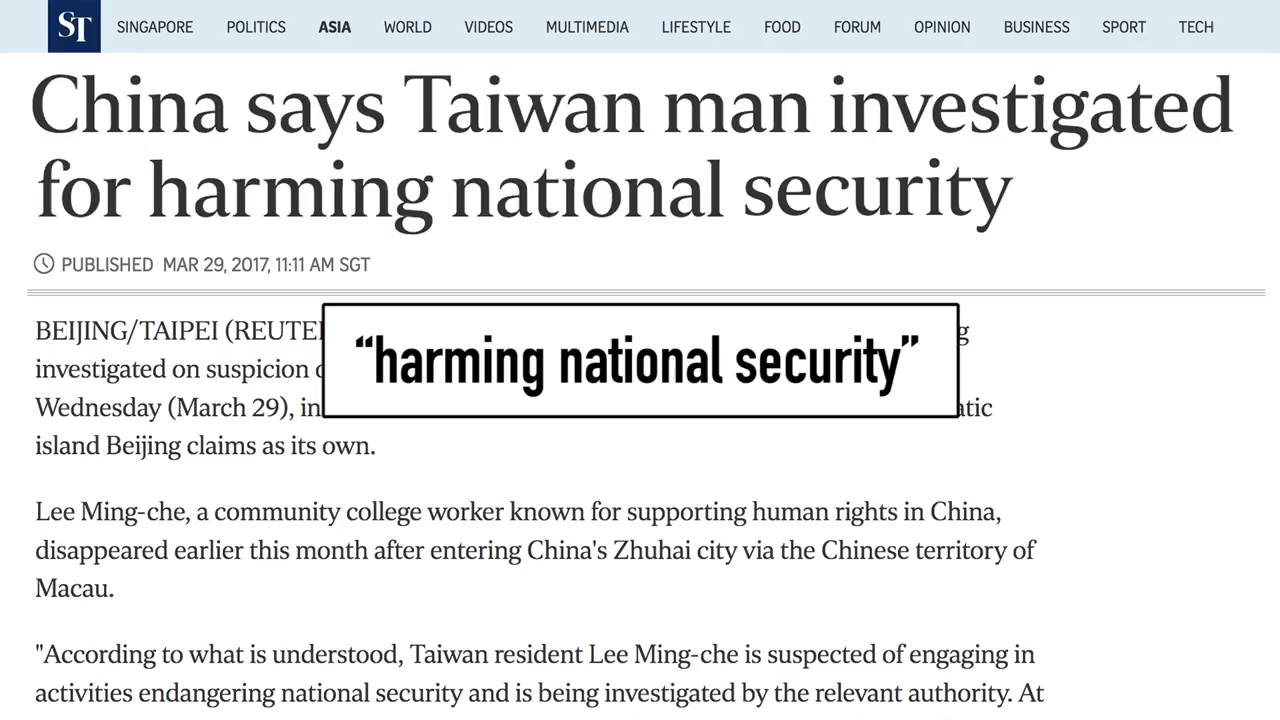 ST SINGAPORE POLITICS ASIA WORLD VIDEOS MULTIMEDIA LIFESTYLE FOOD FORUM OPINION BUSINESS SPORT TECH
China says Taiwan man investigated
for harming national security
PUBLISHED MAR 29, 2017, 11:11 AM SGT
BEIJING/TAIPEI
investigated on suspicion
“harming national security”
Wednesday (March 29),
island Beijing claims as its own.
Lee Ming-che, a community college worker known for supporting human rights in China,
disappeared earlier this month after entering China's Zhuhai city via the Chinese territory of
Macau.
"According to what is understood, Taiwan resident Lee Ming-che is suspected of engaging in
activities endangering national security and is being investigated by the relevant authority. At